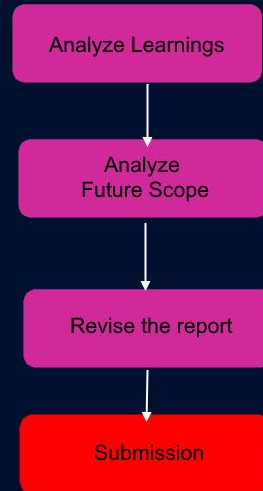 Analyze Learnings
Analyze
Future Scope
Revise the report
Submission